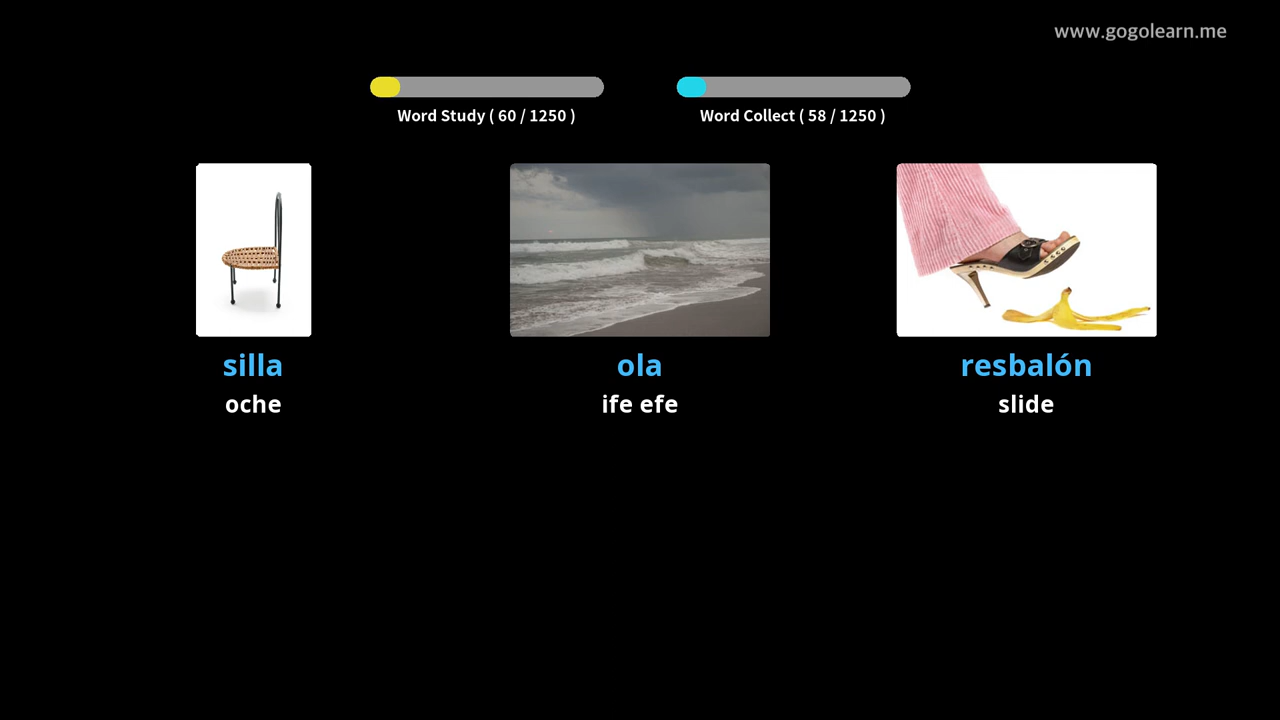 www.gogolearn.me
Word Study ( 60 / 1250 )
Word Collect ( 58 / 1250 )
silla
ola
resbalón
oche
ife efe
slide